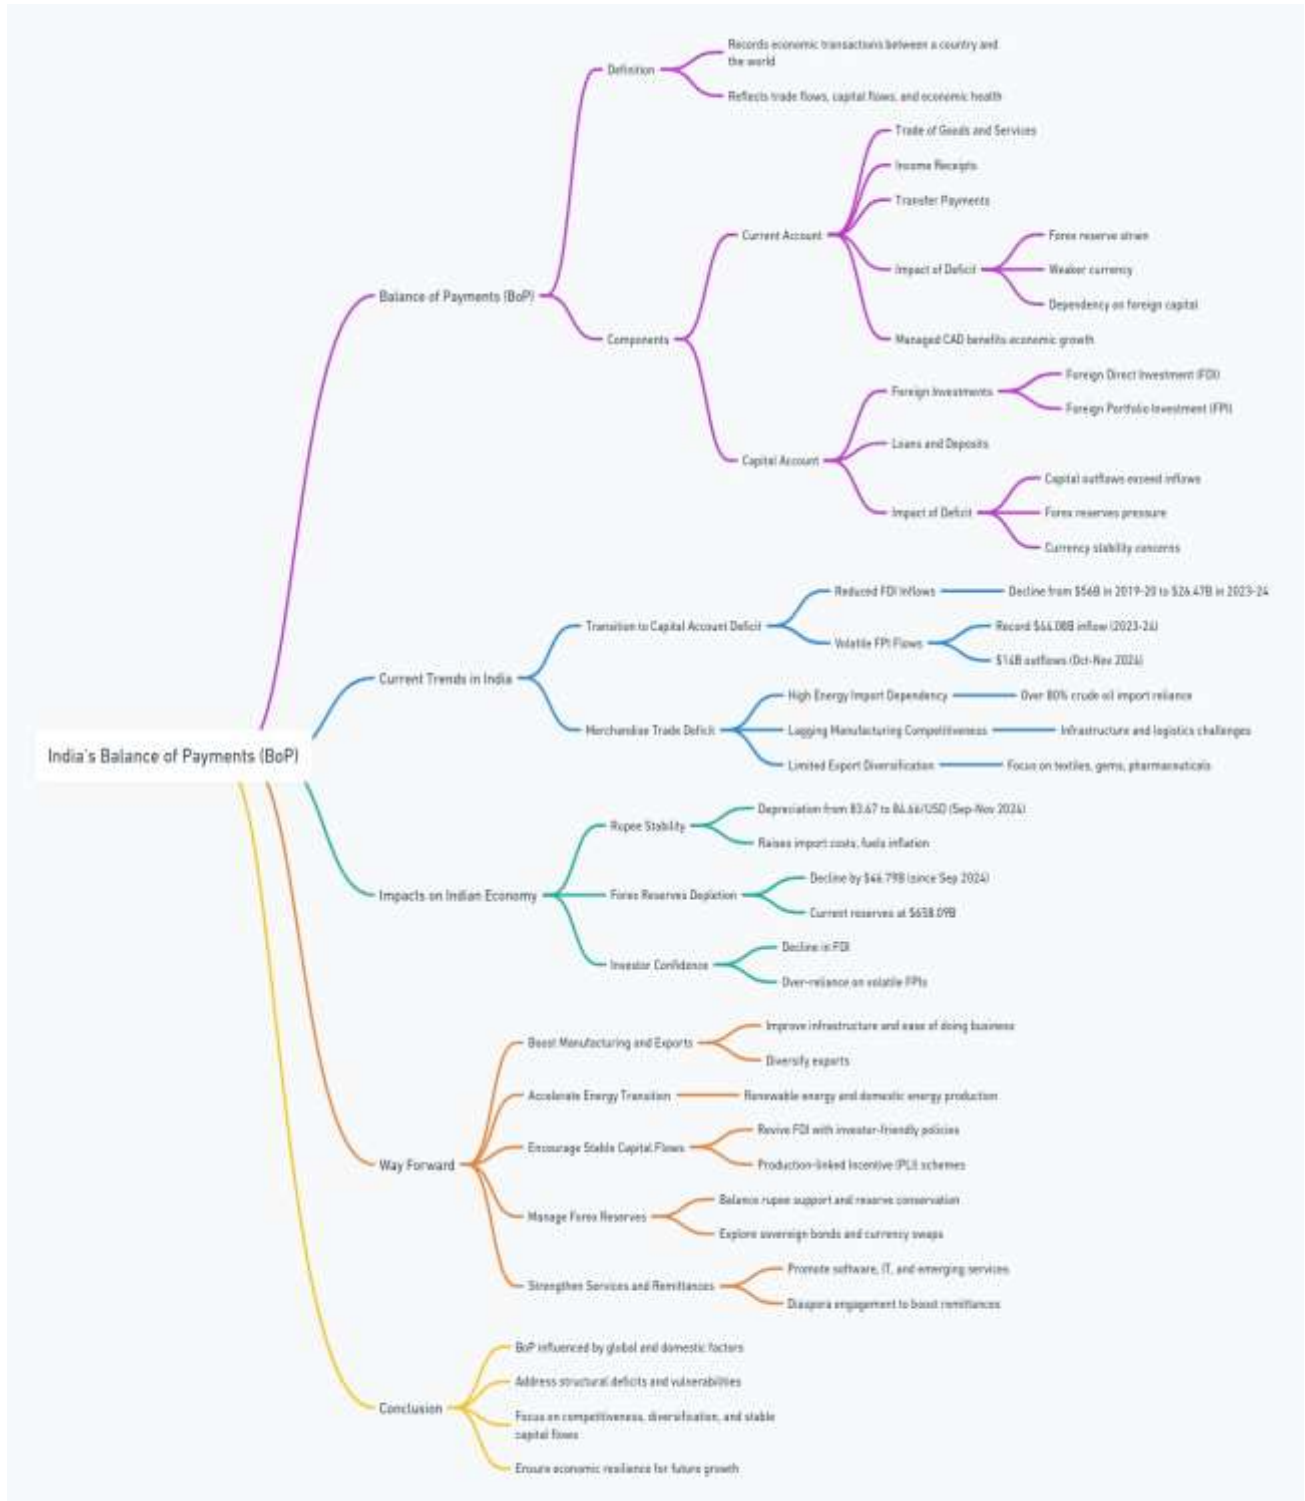 Records economic transactions between a country and
the world
Definition
Reflects trade flows, capital flows, and economic health
Trade of Goods and Services
Income Receipts
Transfer Payments
Current Account
Forex reserve strain
Impact of Deficit
Weaker currency
Dependency on foreign capital
Balance of Payments (BoP)
Components
Managed CAD benefits economic growth
Foreign Direct Investment (FDI)
Foreign Investments
Foreign Portfolio Investment (FPI)
Loans and Deposits
Capital Account
Capital outflows exceed inflows
Impact of Deficit
Forex reserves pressure
Currency stability concerns
Reduced FDI Inflows
Decline from $56B in 2019-20 to $26.47B in 2023-24
Transition to Capital Account Deficit
Record $44.08B inflow (2023-24)
Volatile FPI Flows
$14B outflows (Oct-Nov 2024)
Current Trends in India
High Energy Import Dependency
Over 80% crude oil import reliance
Merchandise Trade Deficit
Lagging Manufacturing Competitiveness
Infrastructure and logistics challenges
Limited Export Diversification
Focus on textiles, gems, pharmaceuticals
India's Balance of Payments (BoP)
Depreciation from 83.67 to 84.46/USD (Sep-Nov 2024)
Rupee Stability
Raises import costs, fuels inflation
Decline by $46.79B (since Sep 2024)
Impacts on Indian Economy
Forex Reserves Depletion
Current reserves at $658.09B
Decline in FDI
Investor Confidence
Over-reliance on volatile FPIs
Improve infrastructure and ease of doing business
Boost Manufacturing and Exports
Diversify exports
Accelerate Energy Transition
Renewable energy and domestic energy production
Revive FDI with investor-friendly policies
Encourage Stable Capital Flows
Production-linked Incentive (PLI) schemes
Way Forward
Balance rupee support and reserve conservation
Manage Forex Reserves
Explore sovereign bonds and currency swaps
Promote software, IT, and emerging services
Strengthen Services and Remittances
Diaspora engagement to boost remittances
BoP influenced by global and domestic factors
Address structural deficits and vulnerabilities
Conclusion
Focus on competitiveness, diversification, and stable
capital flows
Ensure economic resilience for future growth